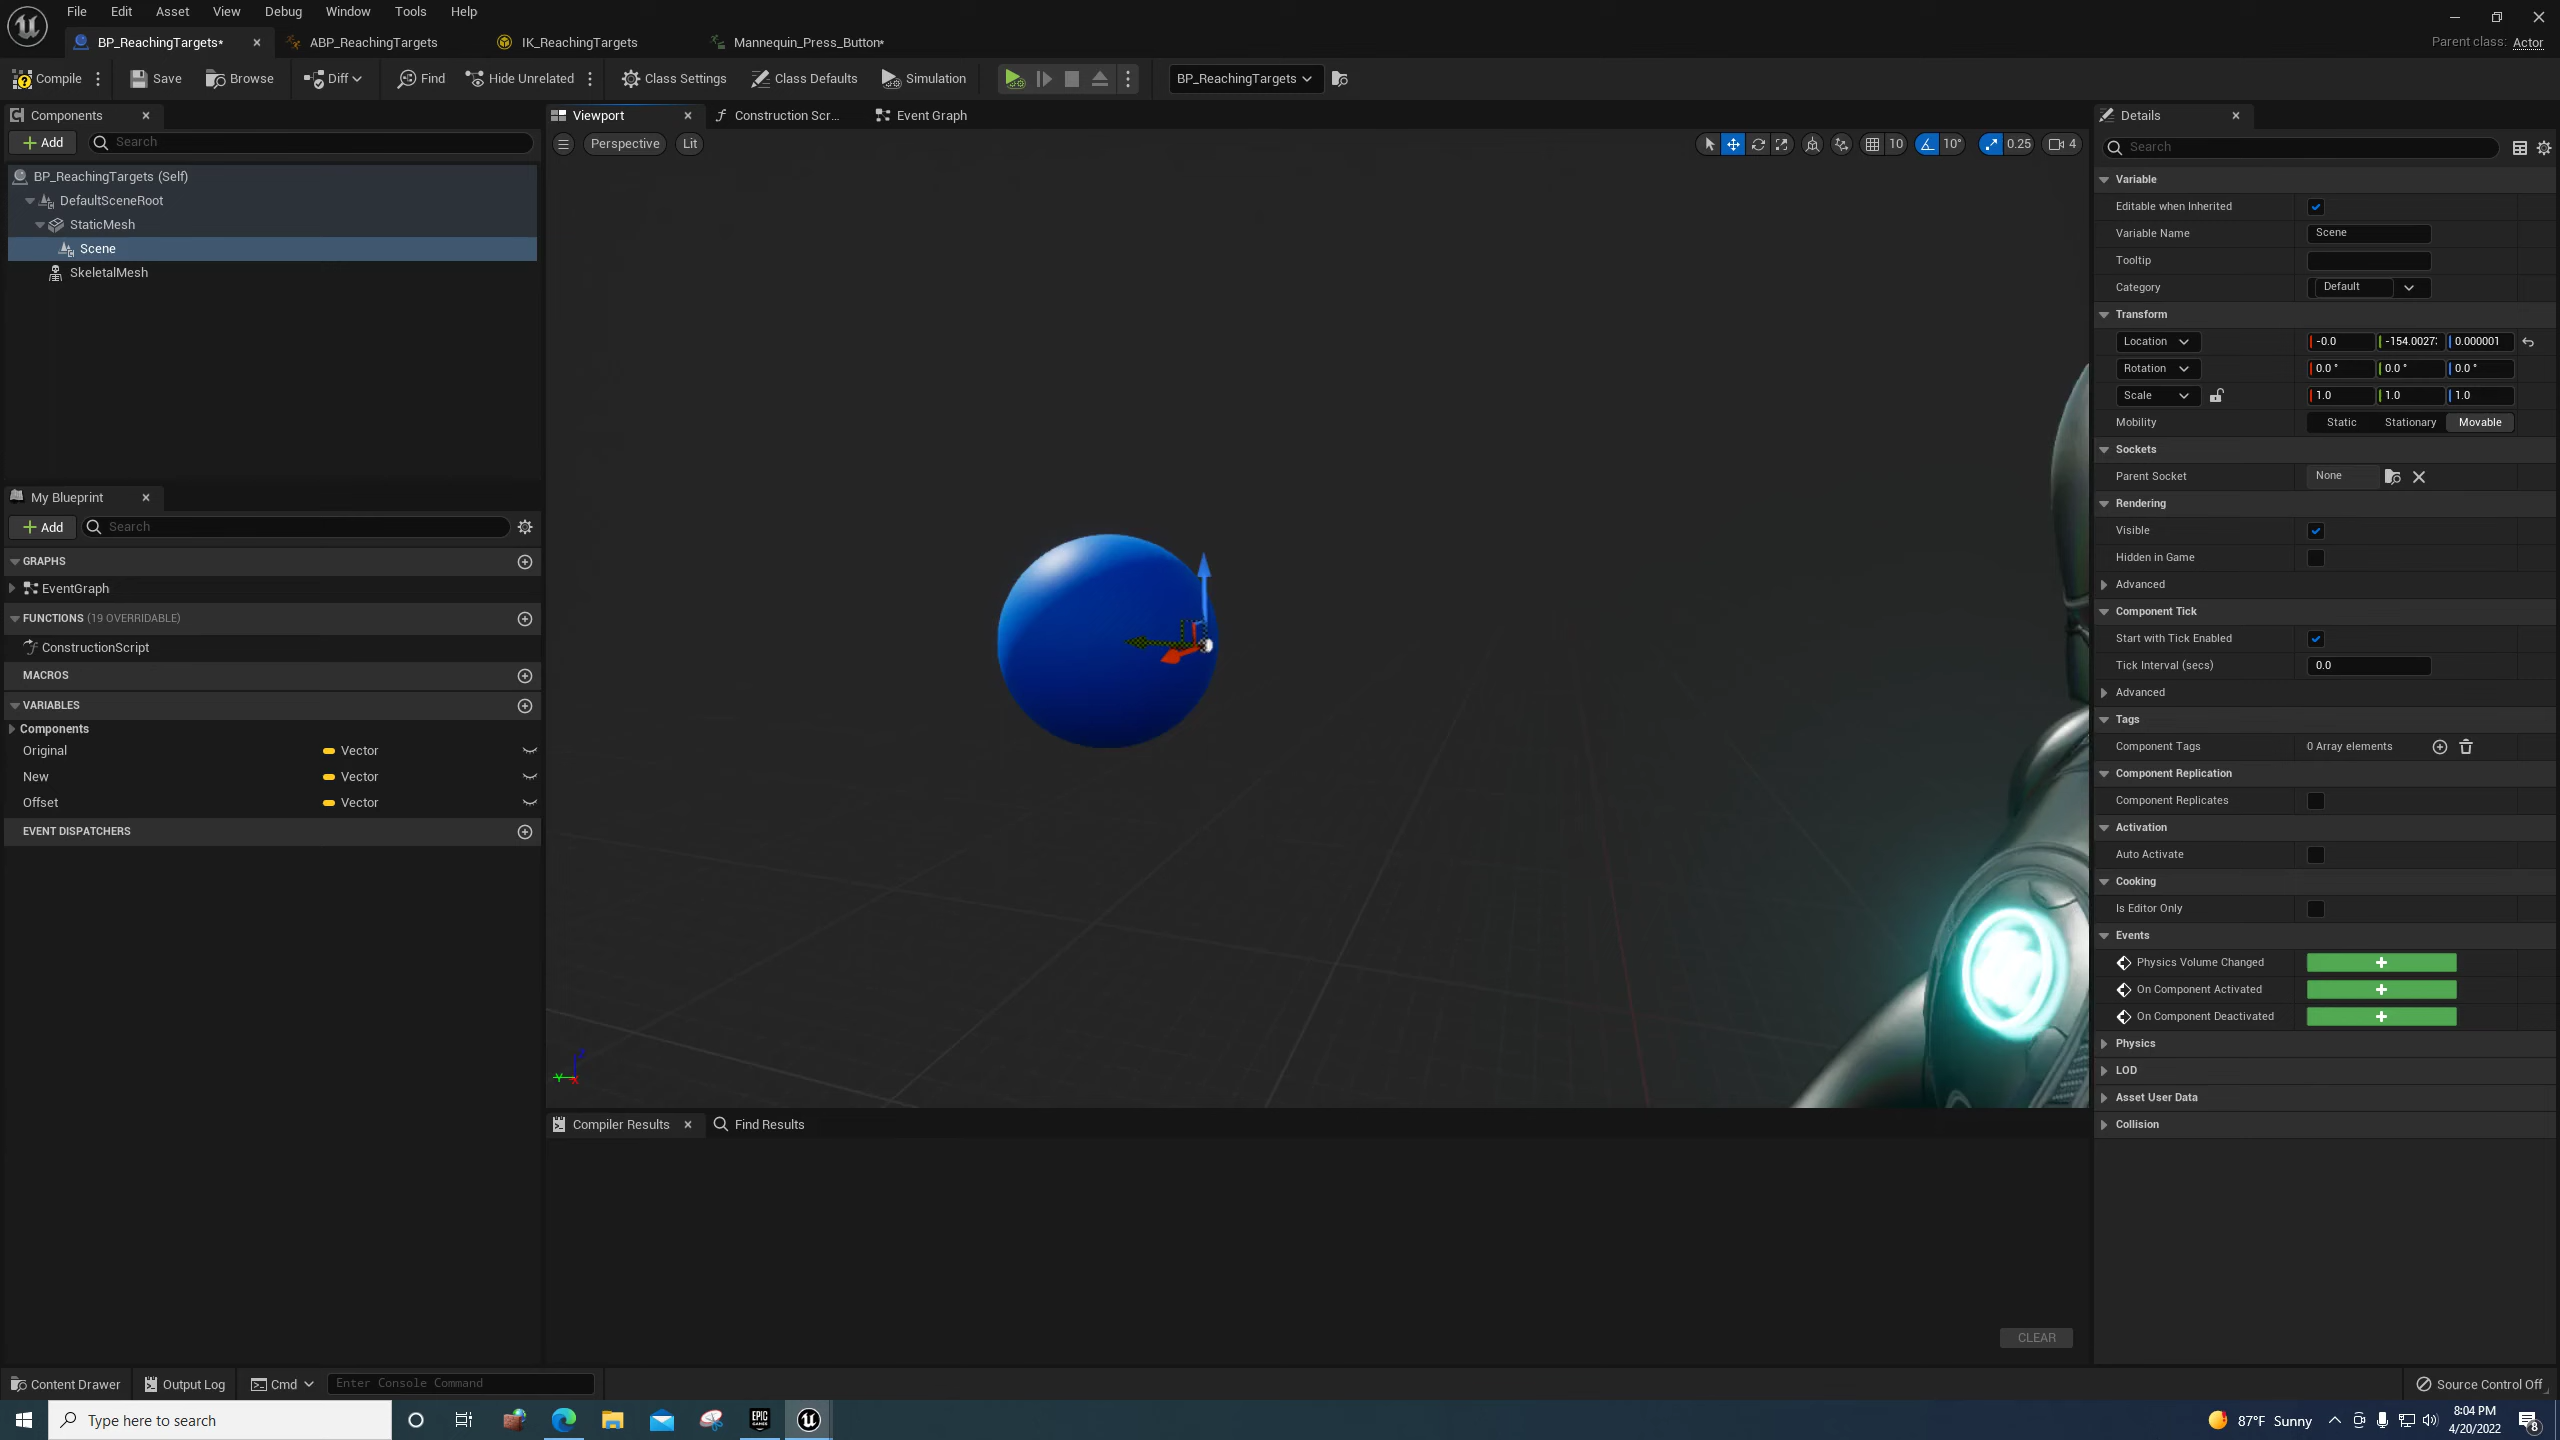 File Edit Asset View Debug Window Tools Help
BP_ReachingTargets* ABP_ReachingTargets IK_ReachingTargets Mannequin_Press_Button*
Parent class: Actor
Compile Save Browse Diff Find Hide Unrelated Class Settings Class Defaults Simulation BP_ReachingTargets
Components
Add Search
BP_ReachingTargets (Self)
DefaultSceneRoot
StaticMesh
Scene
SkeletalMesh
My Blueprint
Add Search
GRAPHS
EventGraph
FUNCTIONS (19 OVERRIDABLE)
ConstructionScript
MACROS
VARIABLES
Components
Original Vector
New Vector
Offset Vector
EVENT DISPATCHERS
Viewport Construction Scr... Event Graph
Perspective Lit
10 10° 0.25 4
Z
Y
X
Compiler Results Find Results
CLEAR
Details
Search
Variable
Editable when Inherited
Variable Name Scene
Tooltip
Category Default
Transform
Location -0.0 -154.00273 0.000001
Rotation 0.0 ° 0.0 ° 0.0 °
Scale 1.0 1.0 1.0
Mobility Static Stationary Movable
Sockets
Parent Socket None
Rendering
Visible
Hidden in Game
Advanced
Component Tick
Start with Tick Enabled
Tick Interval (secs) 0.0
Advanced
Tags
Component Tags 0 Array elements
Component Replication
Component Replicates
Activation
Auto Activate
Cooking
Is Editor Only
Events
Physics Volume Changed
On Component Activated
On Component Deactivated
Physics
LOD
Asset User Data
Collision
Content Drawer Output Log Cmd Enter Console Command Source Control Off
Type here to search
EPIC GAMES
87°F Sunny
8:04 PM
4/20/2022
8